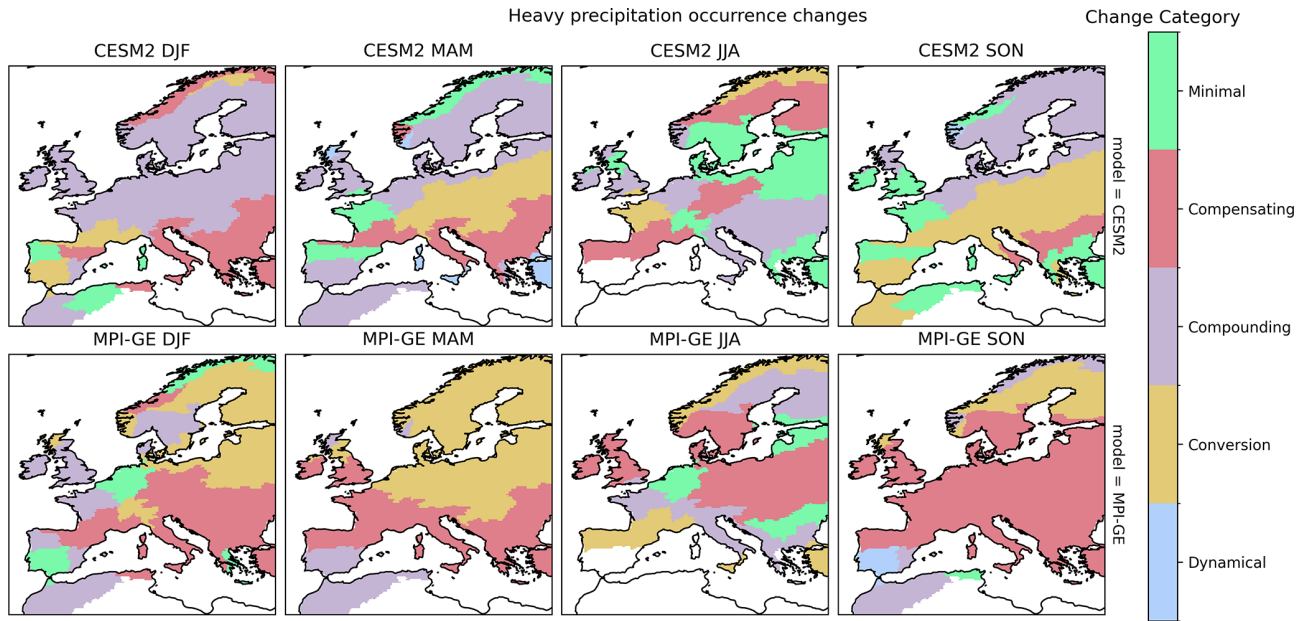 Heavy precipitation occurrence changes
Change Category
CESM2 DJF
CESM2 MAM
CESM2 JJA
CESM2 SON
model = CESM2
MPI-GE DJF
MPI-GE MAM
MPI-GE JJA
MPI-GE SON
model = MPI-GE
Minimal
Compensating
Compounding
Conversion
Dynamical